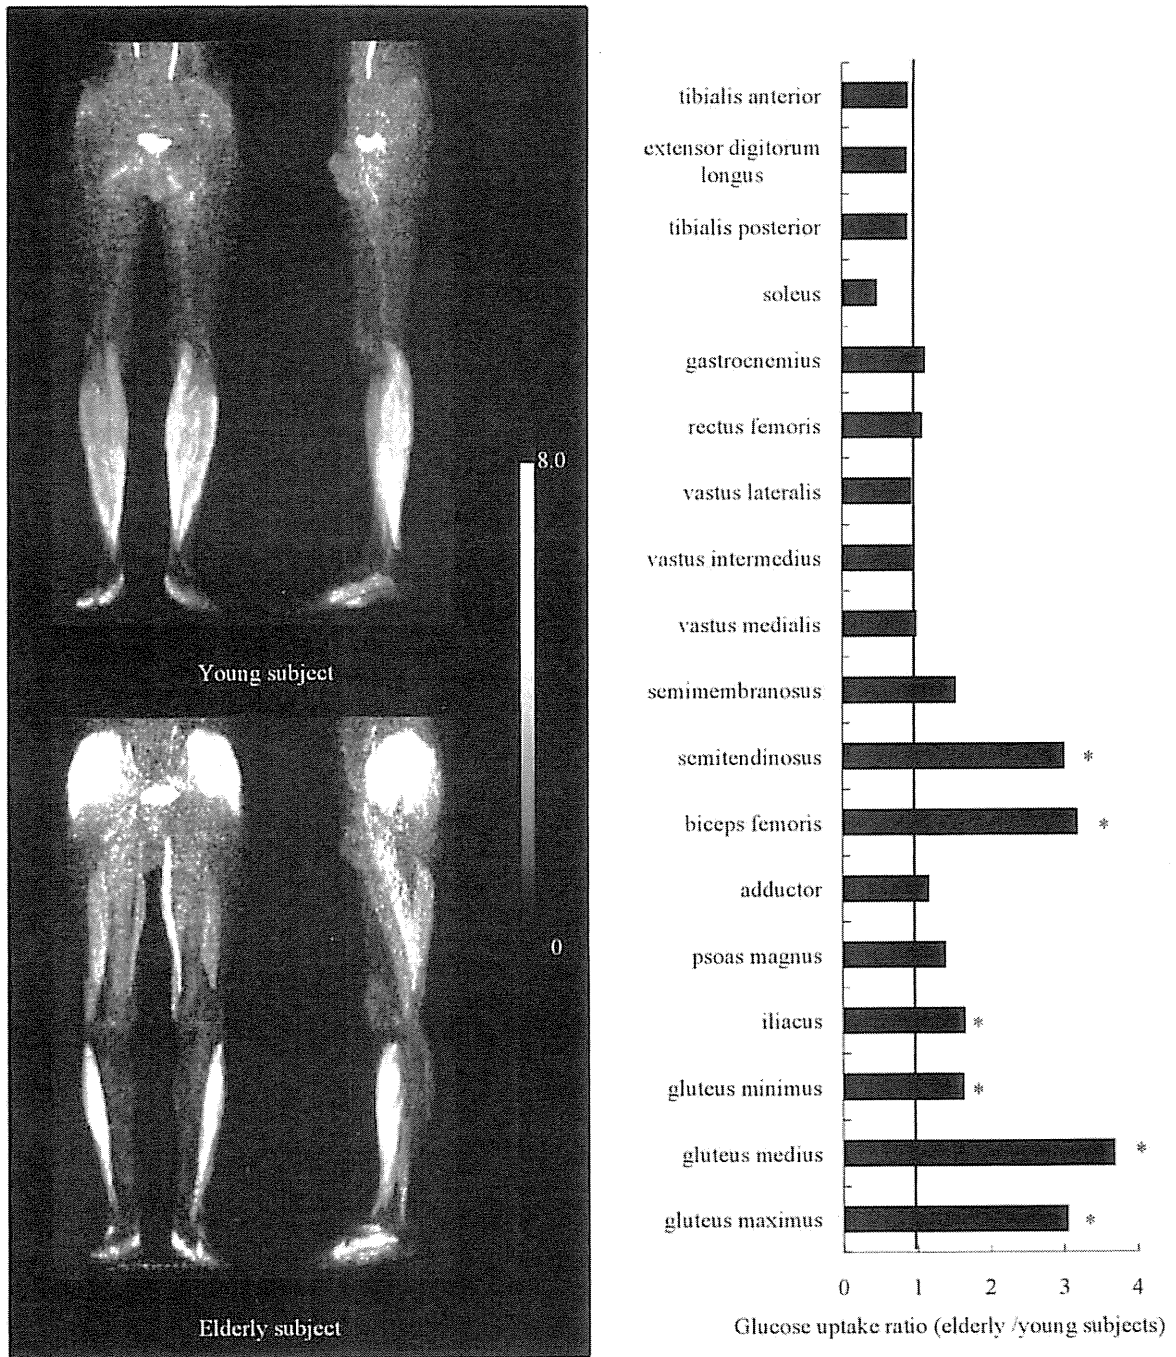 8.0
0
Young subject
Elderly subject
tibialis anterior
extensor digitorum
longus
tibialis posterior
soleus
gastrocnemius
rectus femoris
vastus lateralis
vastus intermedius
vastus medialis
semimembranosus
semitendinosus *
biceps femoris *
adductor
psoas magnus
iliacus *
gluteus minimus *
gluteus medius *
gluteus maximus *
0 1 2 3 4
Glucose uptake ratio (elderly /young subjects)